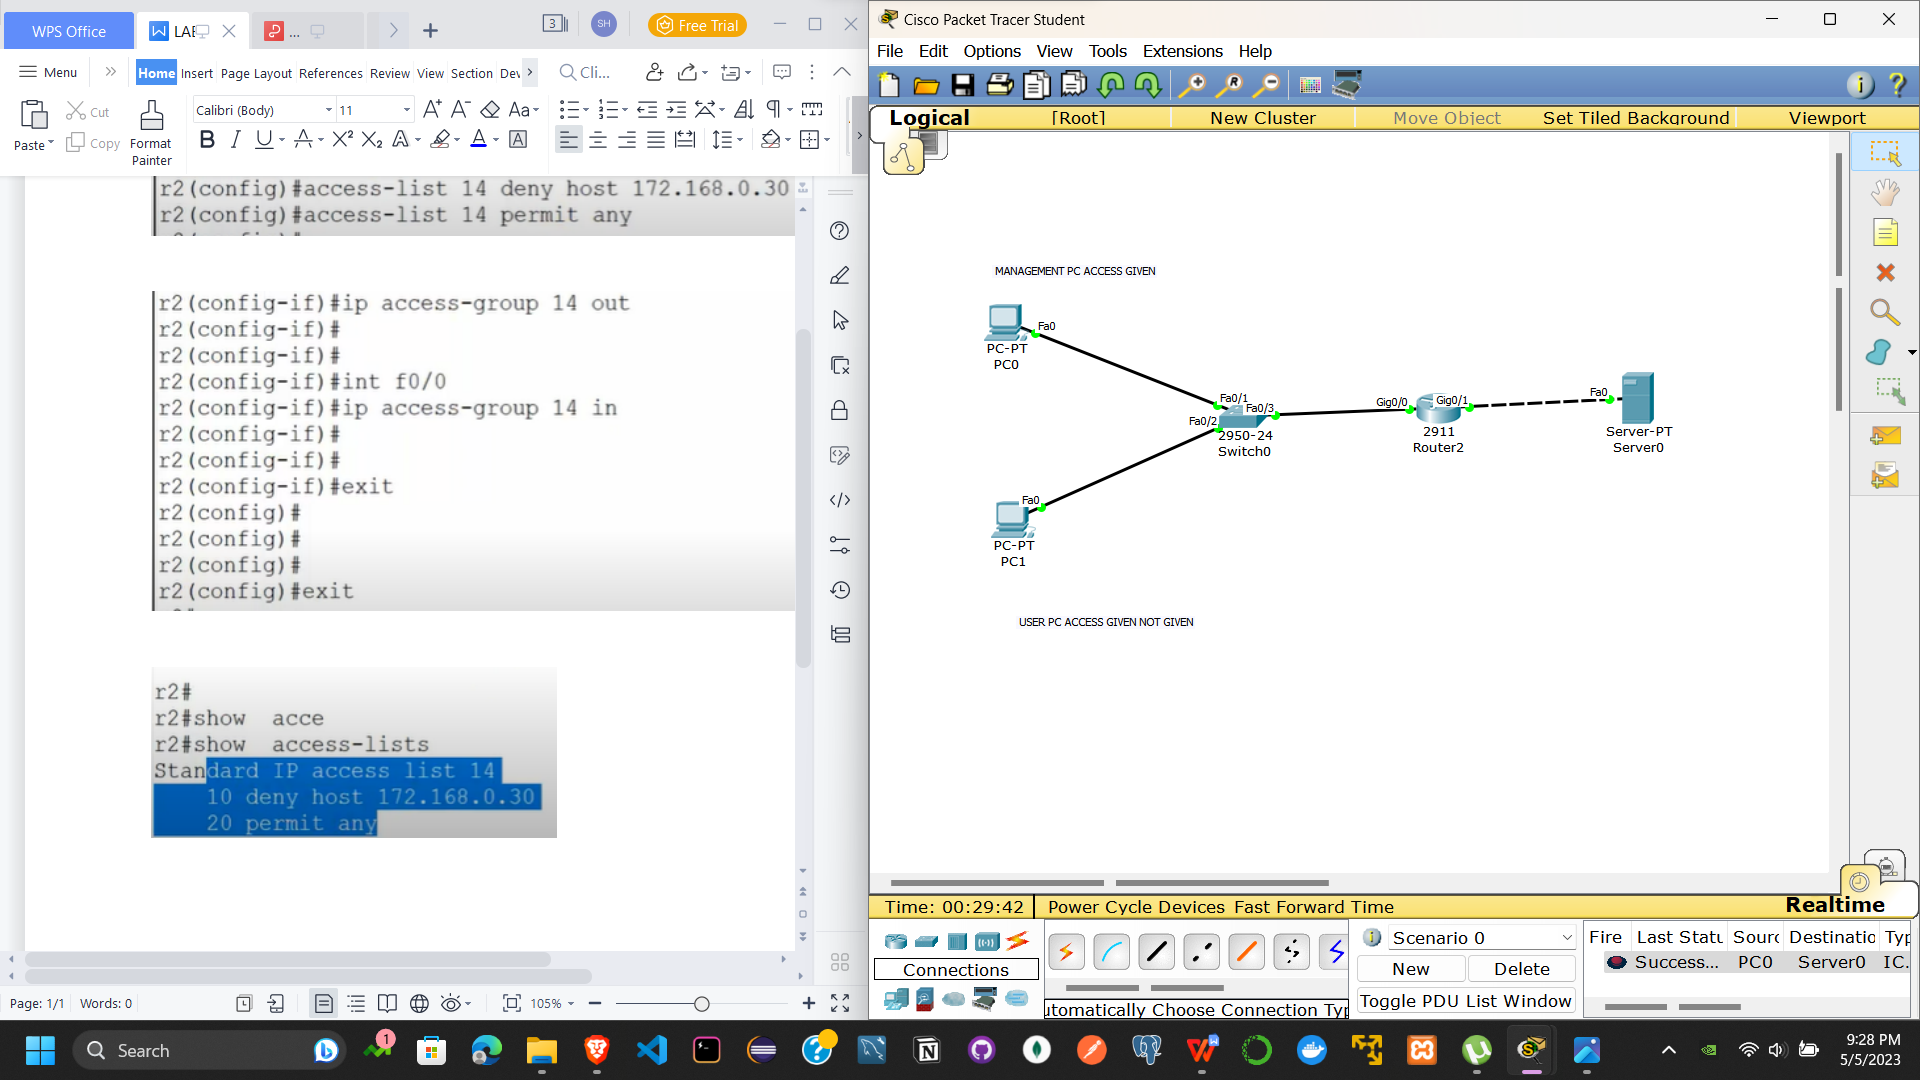 WPS Office
LAB
...
3
SH
Free Trial
Menu
Home
Insert
Page Layout
References
Review
View
Section
Dev
Cli...
Paste
Cut
Copy
Format
Painter
Calibri (Body)
11
r2(config)#access-list 14 deny host 172.168.0.30
r2(config)#access-list 14 permit any
r2(config-if)#ip access-group 14 out
r2(config-if)#
r2(config-if)#
r2(config-if)#int f0/0
r2(config-if)#ip access-group 14 in
r2(config-if)#
r2(config-if)#
r2(config-if)#exit
r2(config)#
r2(config)#
r2(config)#
r2(config)#exit
r2#
r2#show  acce
r2#show  access-lists
Standard IP access list 14
10 deny host 172.168.0.30
20 permit any
Page: 1/1
Words: 0
105%
Cisco Packet Tracer Student
File
Edit
Options
View
Tools
Extensions
Help
Logical
[Root]
New Cluster
Move Object
Set Tiled Background
Viewport
MANAGEMENT PC ACCESS GIVEN
Fa0
PC-PT
PC0
Fa0/1
Fa0/3
Fa0/2
2950-24
Switch0
Gig0/0
Gig0/1
2911
Router2
Fa0
Server-PT
Server0
Fa0
PC-PT
PC1
USER PC ACCESS GIVEN NOT GIVEN
Time: 00:29:42
Power Cycle Devices
Fast Forward Time
Realtime
Connections
utomatically Choose Connection Typ
Scenario 0
New
Delete
Toggle PDU List Window
Fire
Last Statu
Sourc
Destinatio
Typ
Success...
PC0
Server0
IC.
Search
1
9:28 PM
5/5/2023